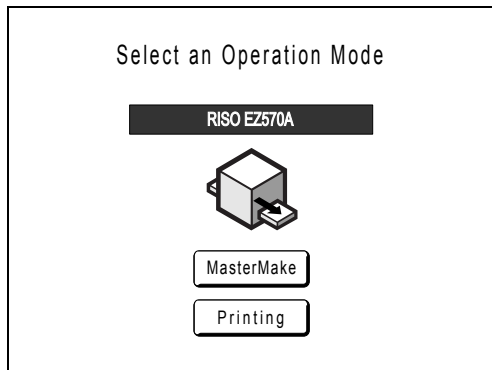 Select an Operation Mode
RISO EZ570A
MasterMake
Printing